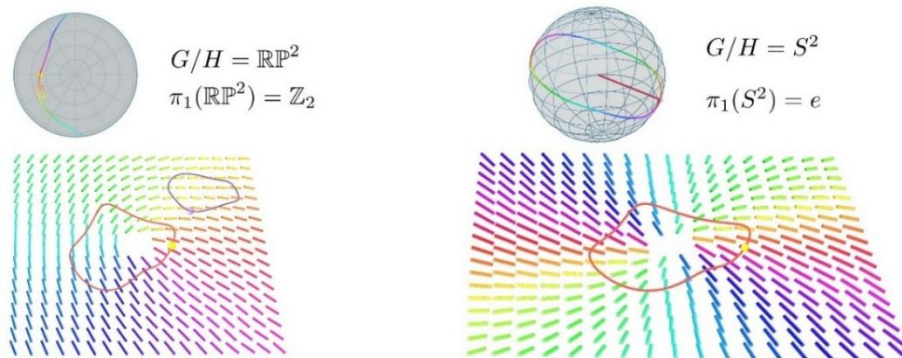 G/H = ℝℙ²
π₁(ℝℙ²) = ℤ₂
G/H = S²
π₁(S²) = e